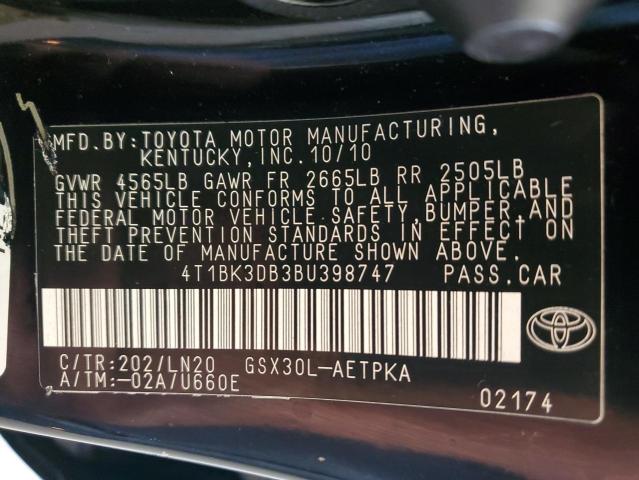 MFD.BY:TOYOTA MOTOR MANUFACTURING,
KENTUCKY,INC.10/10
GVWR 4565LB GAWR FR 2665LB RR 2505LB
THIS VEHICLE CONFORMS TO ALL APPLICABLE
FEDERAL MOTOR VEHICLE SAFETY,BUMPER,AND
THEFT PREVENTION STANDARDS IN EFFECT ON
THE DATE OF MANUFACTURE SHOWN ABOVE.
4T1BK3DB3BU398747 PASS.CAR
C/TR:202/LN20 GSX30L-AETPKA
A/TM:-02A/U660E
02174